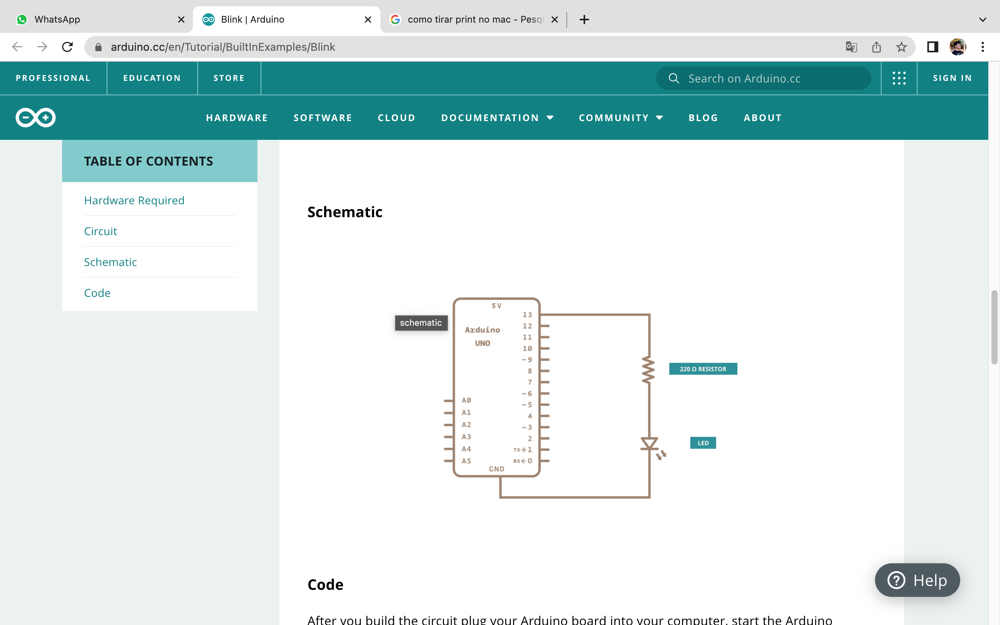 WhatsApp
Blink | Arduino
como tirar print no mac - Pesq
arduino.cc/en/Tutorial/BuiltInExamples/Blink
PROFESSIONAL
EDUCATION
STORE
Search on Arduino.cc
SIGN IN
HARDWARE
SOFTWARE
CLOUD
DOCUMENTATION
COMMUNITY
BLOG
ABOUT
TABLE OF CONTENTS
Hardware Required
Circuit
Schematic
Code
Schematic
schematic
5V
Arduino
UNO
13
12
11
10
~9
8
7
~6
~5
4
~3
2
TX→1
RX←0
A0
A1
A2
A3
A4
A5
GND
220 Ω RESISTOR
LED
Code
After you build the circuit plug your Arduino board into your computer, start the Arduino
Help